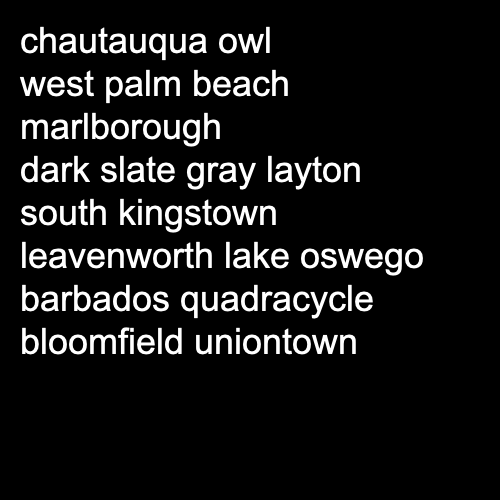 chautauqua owl
west palm beach
marlborough
dark slate gray layton
south kingstown
leavenworth lake oswego
barbados quadracycle
bloomfield uniontown